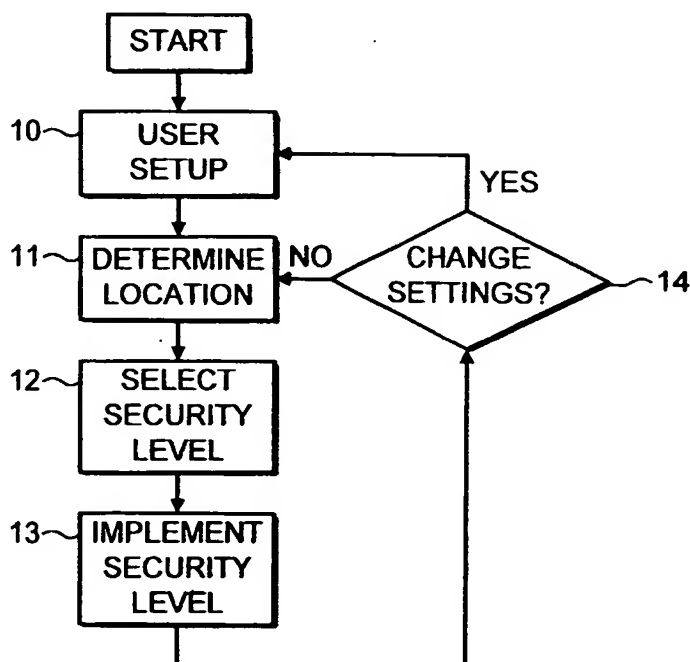 START
10
USER
SETUP
YES
11
DETERMINE
LOCATION
NO
CHANGE
SETTINGS?
14
12
SELECT
SECURITY
LEVEL
13
IMPLEMENT
SECURITY
LEVEL